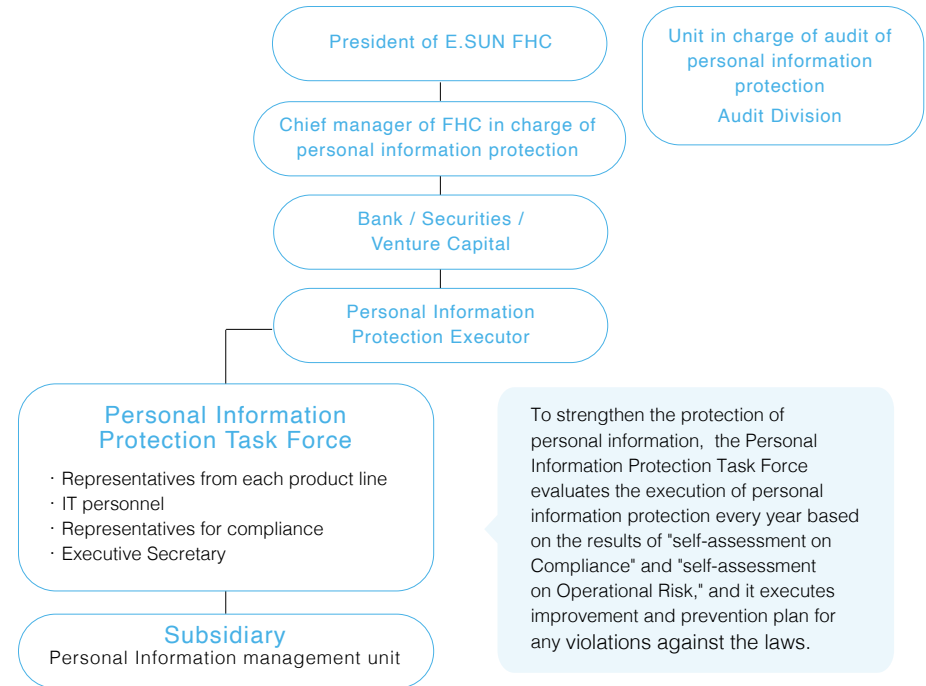 President of E.SUN FHC
Unit in charge of audit of
personal information
protection
Audit Division
Chief manager of FHC in charge of
personal information protection
Bank / Securities /
Venture Capital
Personal Information
Protection Executor
Personal Information
Protection Task Force
· Representatives from each product line
· IT personnel
· Representatives for compliance
· Executive Secretary
To strengthen the protection of
personal information, the Personal
Information Protection Task Force
evaluates the execution of personal
information protection every year based
on the results of "self-assessment on
Compliance" and "self-assessment
on Operational Risk," and it executes
improvement and prevention plan for
any violations against the laws.
Subsidiary
Personal Information management unit